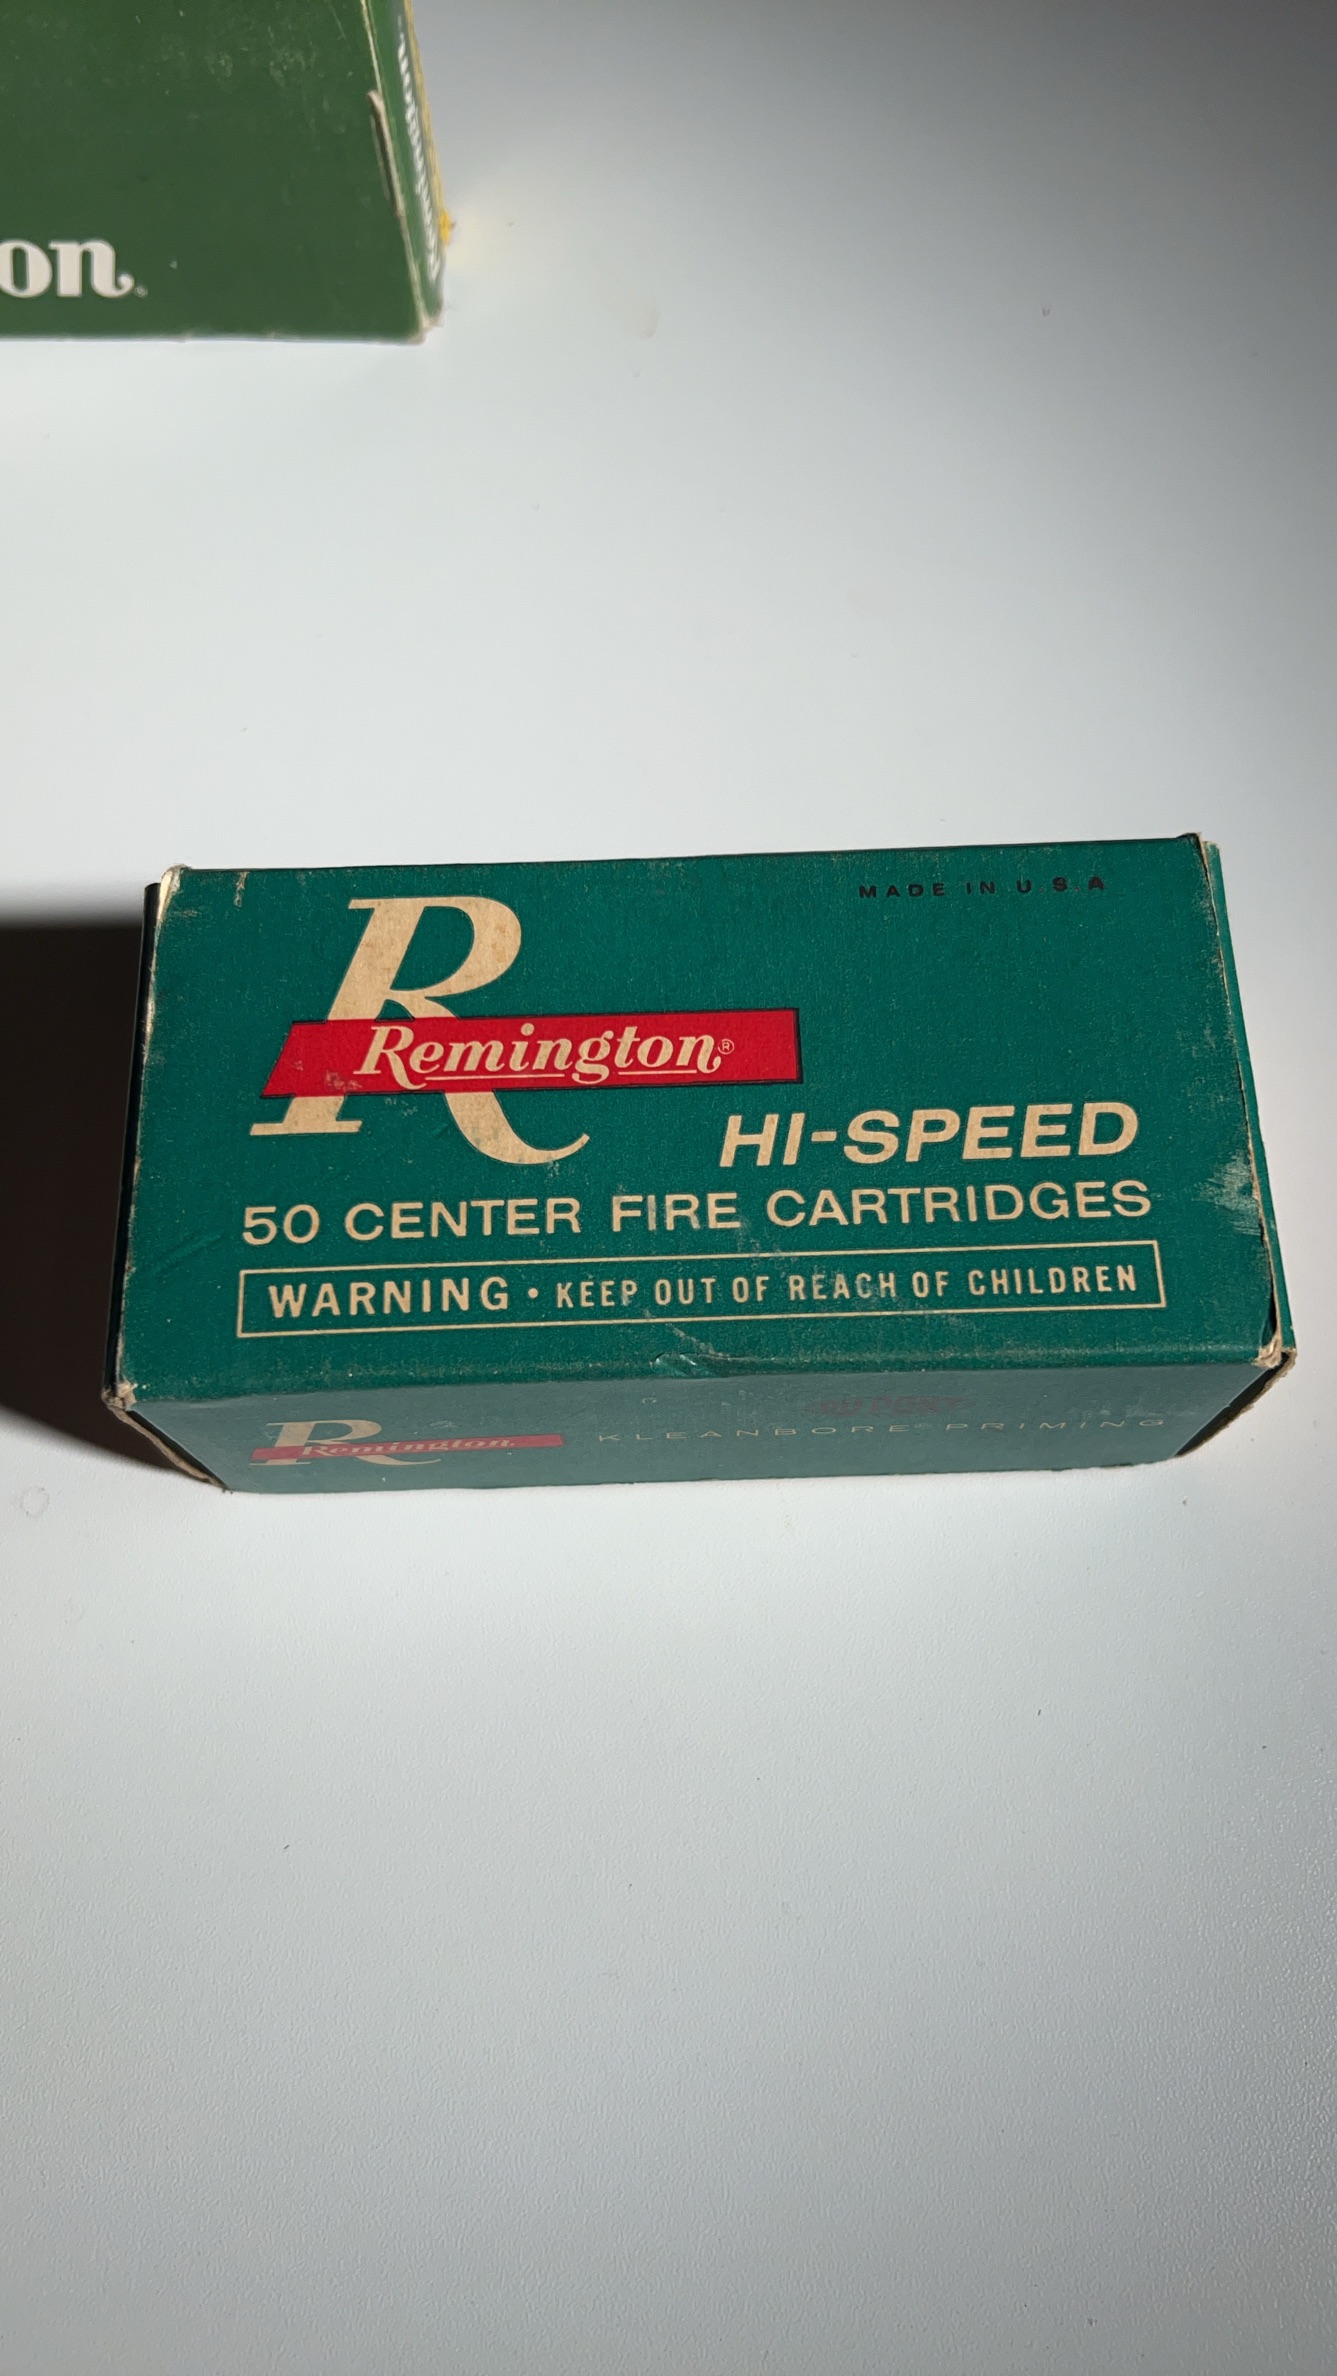 on.
MADE IN U.S.A
R
Remington®
HI-SPEED
50 CENTER FIRE CARTRIDGES
WARNING • KEEP OUT OF REACH OF CHILDREN
R
Remington.
KLEANBORE PRIMING